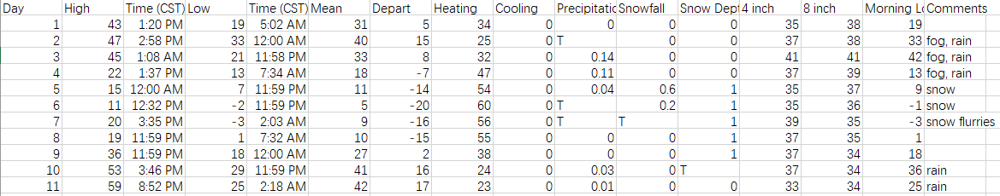 Day High Time (CST) Low Time (CST) Mean Depart Heating Cooling Precipitatio Snowfall Snow Dept 4 inch 8 inch Morning Lo Comments
1 43 1:20 PM 19 5:02 AM 31 5 34 0 0 0 0 35 38 19
2 47 2:58 PM 33 12:00 AM 40 15 25 0 T 0 0 37 38 33 fog, rain
3 45 1:08 AM 21 11:58 PM 33 8 32 0 0.14 0 0 41 41 42 fog, rain
4 22 1:37 PM 13 7:34 AM 18 -7 47 0 0.11 0 0 37 39 13 fog, rain
5 15 12:00 AM 7 11:59 PM 11 -14 54 0 0.04 0.6 1 35 37 9 snow
6 11 12:32 PM -2 11:59 PM 5 -20 60 0 T 0.2 1 35 36 -1 snow
7 20 3:35 PM -3 2:03 AM 9 -16 56 0 T T 1 39 35 -3 snow flurries
8 19 11:59 PM 1 7:32 AM 10 -15 55 0 0 0 1 37 35 1
9 36 11:59 PM 18 12:00 AM 27 2 38 0 0 0 1 37 34 18
10 53 3:46 PM 29 11:59 PM 41 16 24 0 0.03 0 T 37 34 36 rain
11 59 8:52 PM 25 2:18 AM 42 17 23 0 0.01 0 0 33 34 25 rain